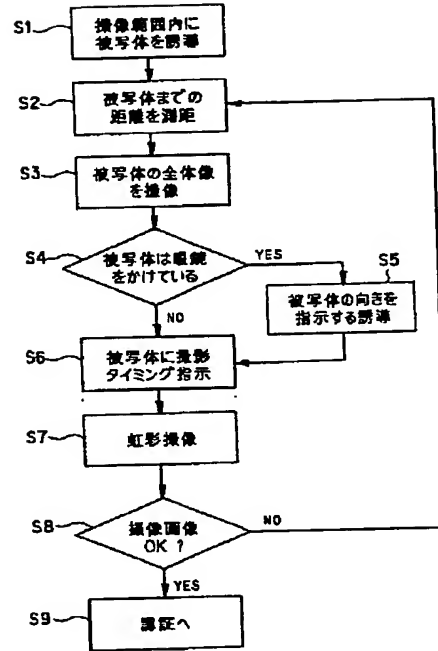 S1
撮像範囲内に
被写体を誘導
S2
被写体までの
距離を測距
S3
被写体の全体像
を撮像
S4
被写体は眼鏡
をかけている
YES
S5
被写体の向きを
指示する誘導
NO
S6
被写体に撮影
タイミング指示
S7
虹彩撮像
S8
撮像画像
OK ?
NO
YES
S9
認証へ